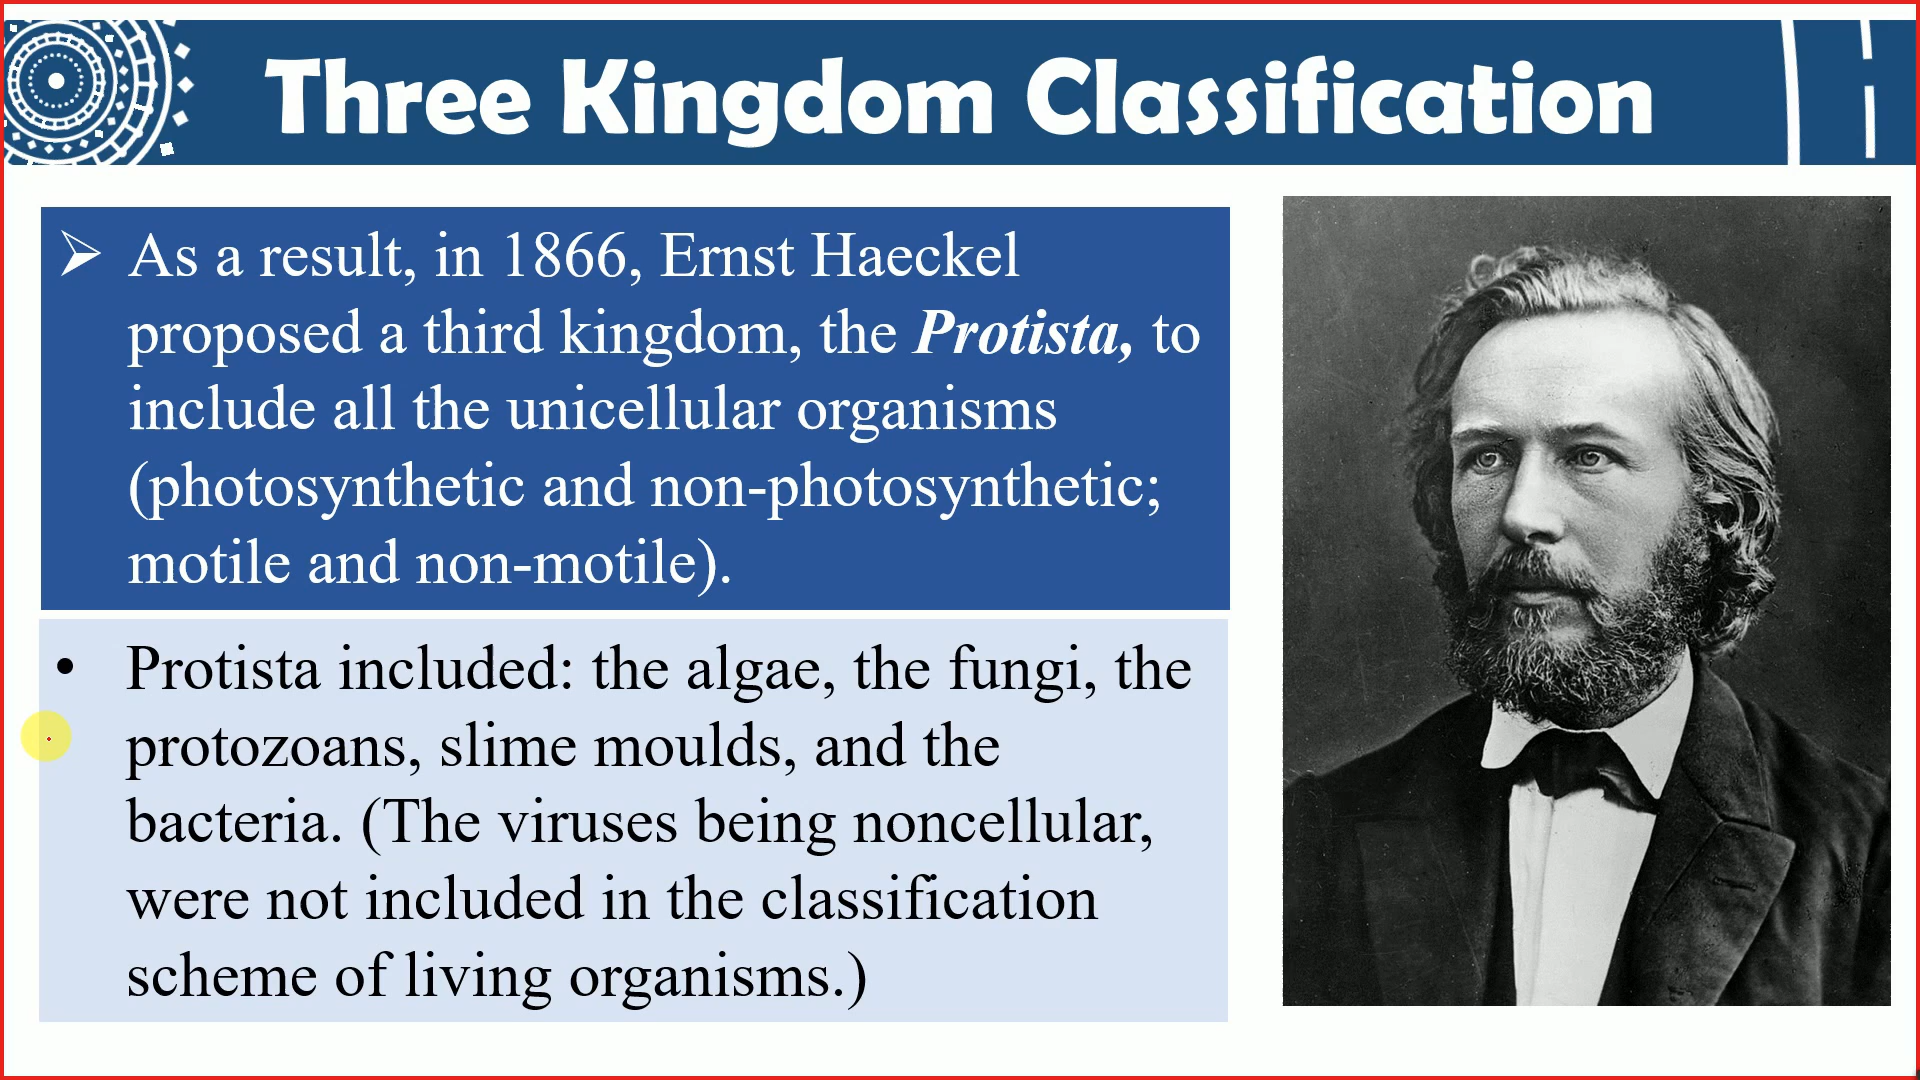 Three Kingdom Classification
➢ As a result, in 1866, Ernst Haeckel
proposed a third kingdom, the Protista, to
include all the unicellular organisms
(photosynthetic and non-photosynthetic;
motile and non-motile).
• Protista included: the algae, the fungi, the
protozoans, slime moulds, and the
bacteria. (The viruses being noncellular,
were not included in the classification
scheme of living organisms.)